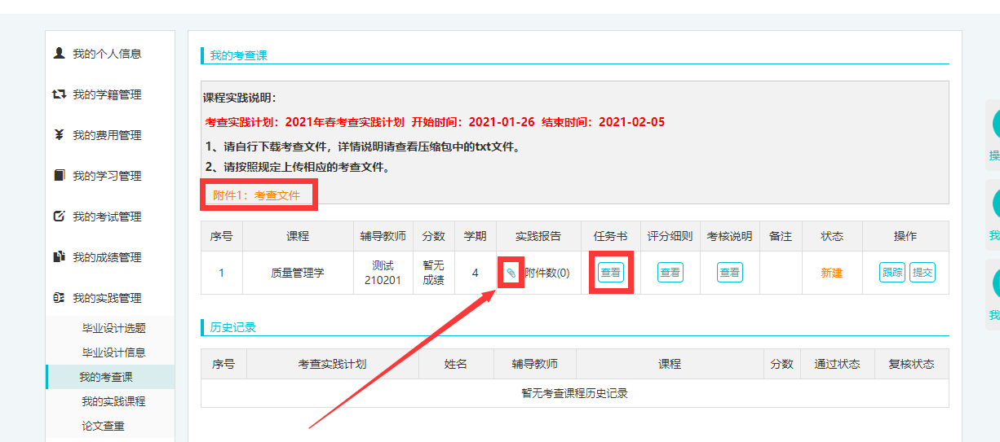 我的个人信息
我的学籍管理
我的费用管理
我的学习管理
我的考试管理
我的成绩管理
我的实践管理
毕业设计选题
毕业设计信息
我的考查课
我的实践课程
论文查重
我的考查课
课程实践说明：
考查实践计划：2021年春考查实践计划 开始时间：2021-01-26 结束时间：2021-02-05
1、请自行下载考查文件，详情说明请查看压缩包中的txt文件。
2、请按照规定上传相应的考查文件。
附件1：考查文件
序号 课程 辅导教师 分数 学期 实践报告 任务书 评分细则 考核说明 备注 状态 操作
1 质量管理学 测试210201 暂无成绩 4 附件数(0) 查看 查看 查看 新建 跟踪 提交
历史记录
序号 考查实践计划 姓名 辅导教师 课程 分数 通过状态 复核状态
暂无考查课程历史记录
操
我
我